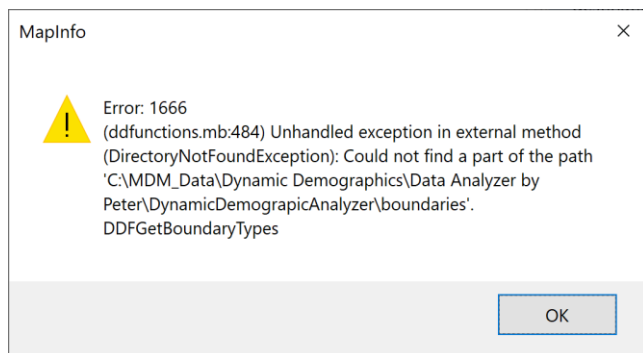 MapInfo
Error: 1666
(ddfunctions.mb:484) Unhandled exception in external method
(DirectoryNotFoundException): Could not find a part of the path
'C:\MDM_Data\Dynamic Demographics\Data Analyzer by
Peter\DynamicDemograpicAnalyzer\boundaries'.
DDFGetBoundaryTypes
OK